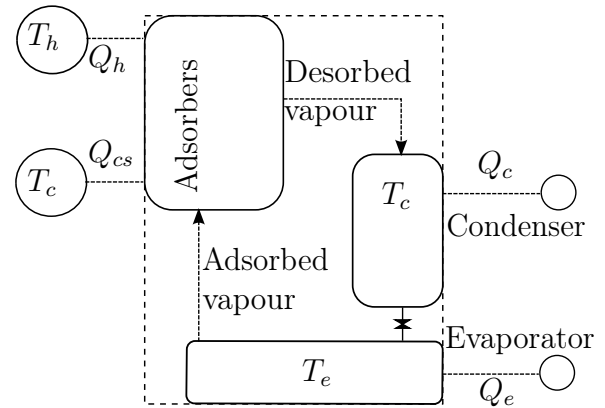 T_h
Q_h
Q_cs
T_c
Adsorbers
Desorbed
vapour
T_c
Q_c
Condenser
Adsorbed
vapour
Evaporator
T_e
Q_e